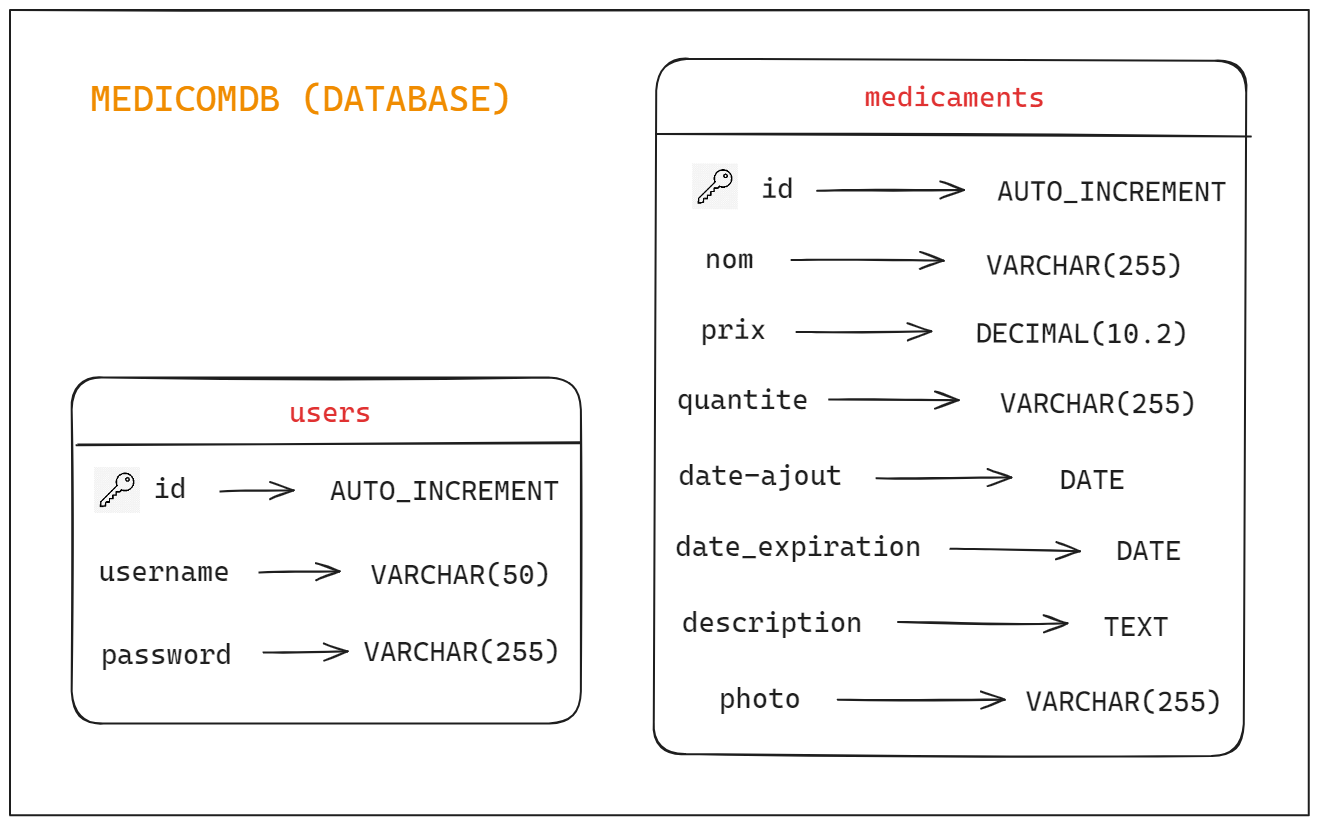 MEDICOMDB (DATABASE)
users
id AUTO_INCREMENT
username VARCHAR(50)
password VARCHAR(255)
medicaments
id AUTO_INCREMENT
nom VARCHAR(255)
prix DECIMAL(10.2)
quantite VARCHAR(255)
date-ajout DATE
date_expiration DATE
description TEXT
photo VARCHAR(255)